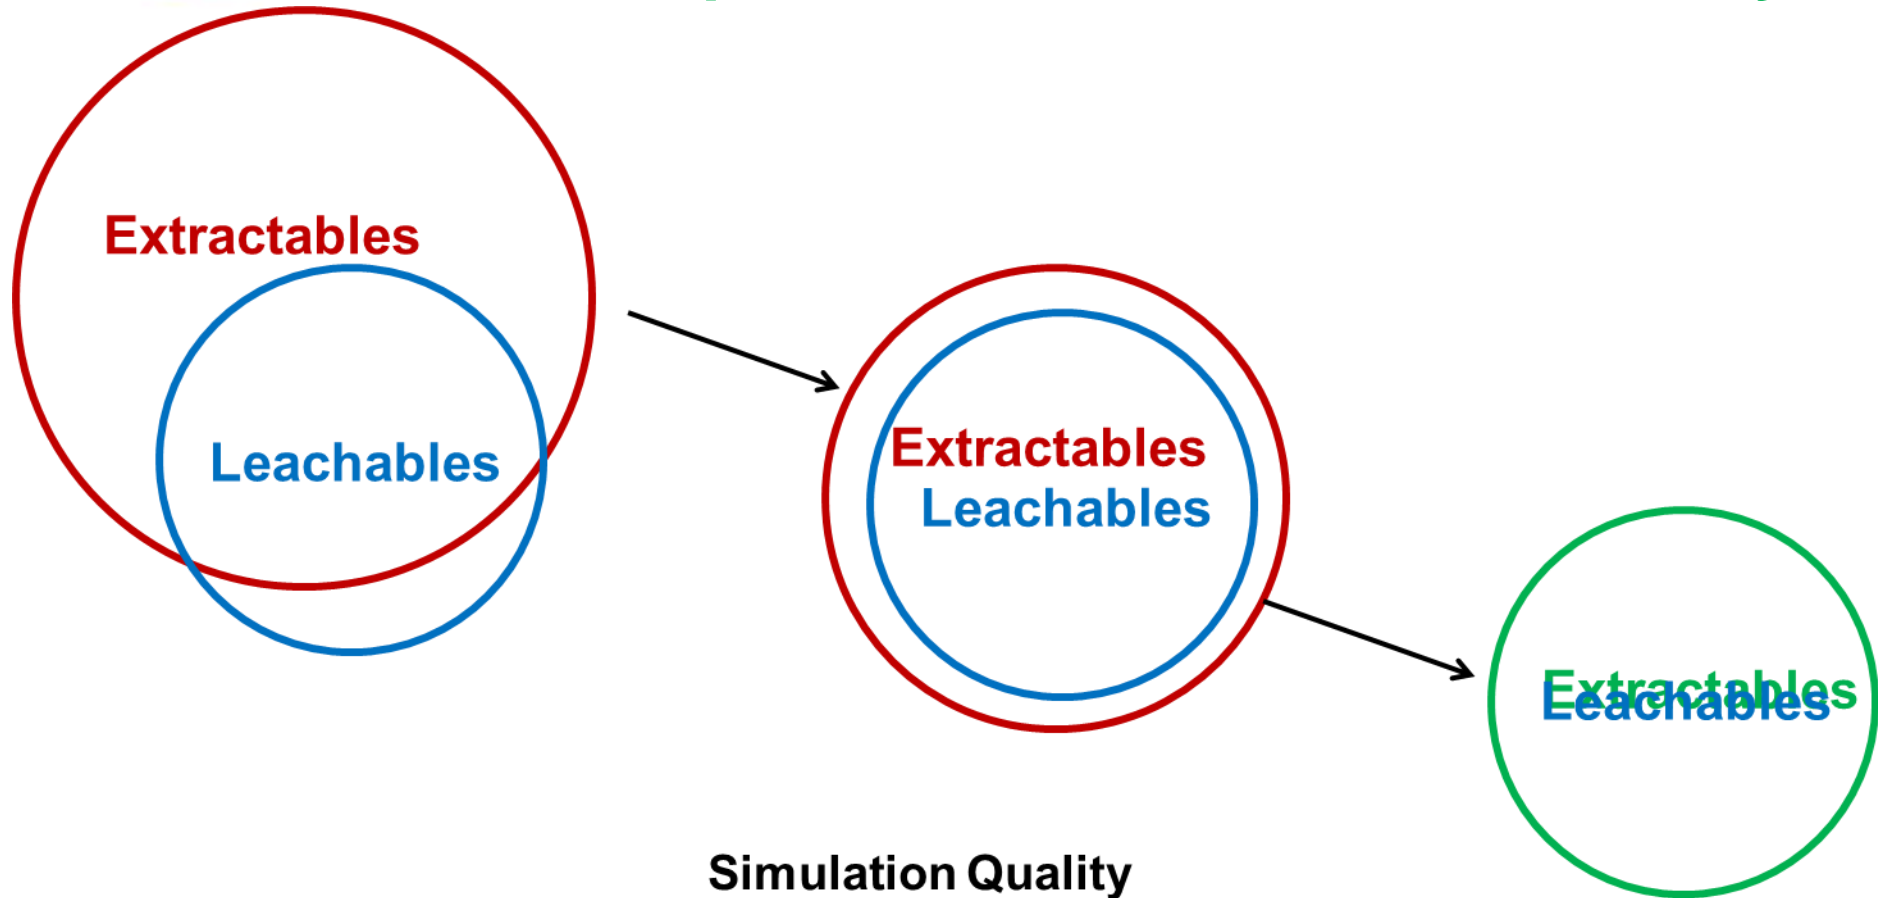 Extractables
Leachables
Extractables
Leachables
Extractables
Leachables
Simulation Quality